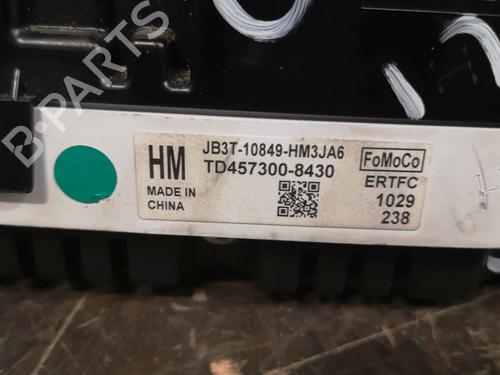 B-PARTS
HM
JB3T-10849-HM3JA6
TD457300-8430
MADE IN
CHINA
FoMoCo
ERTFC
1029
238